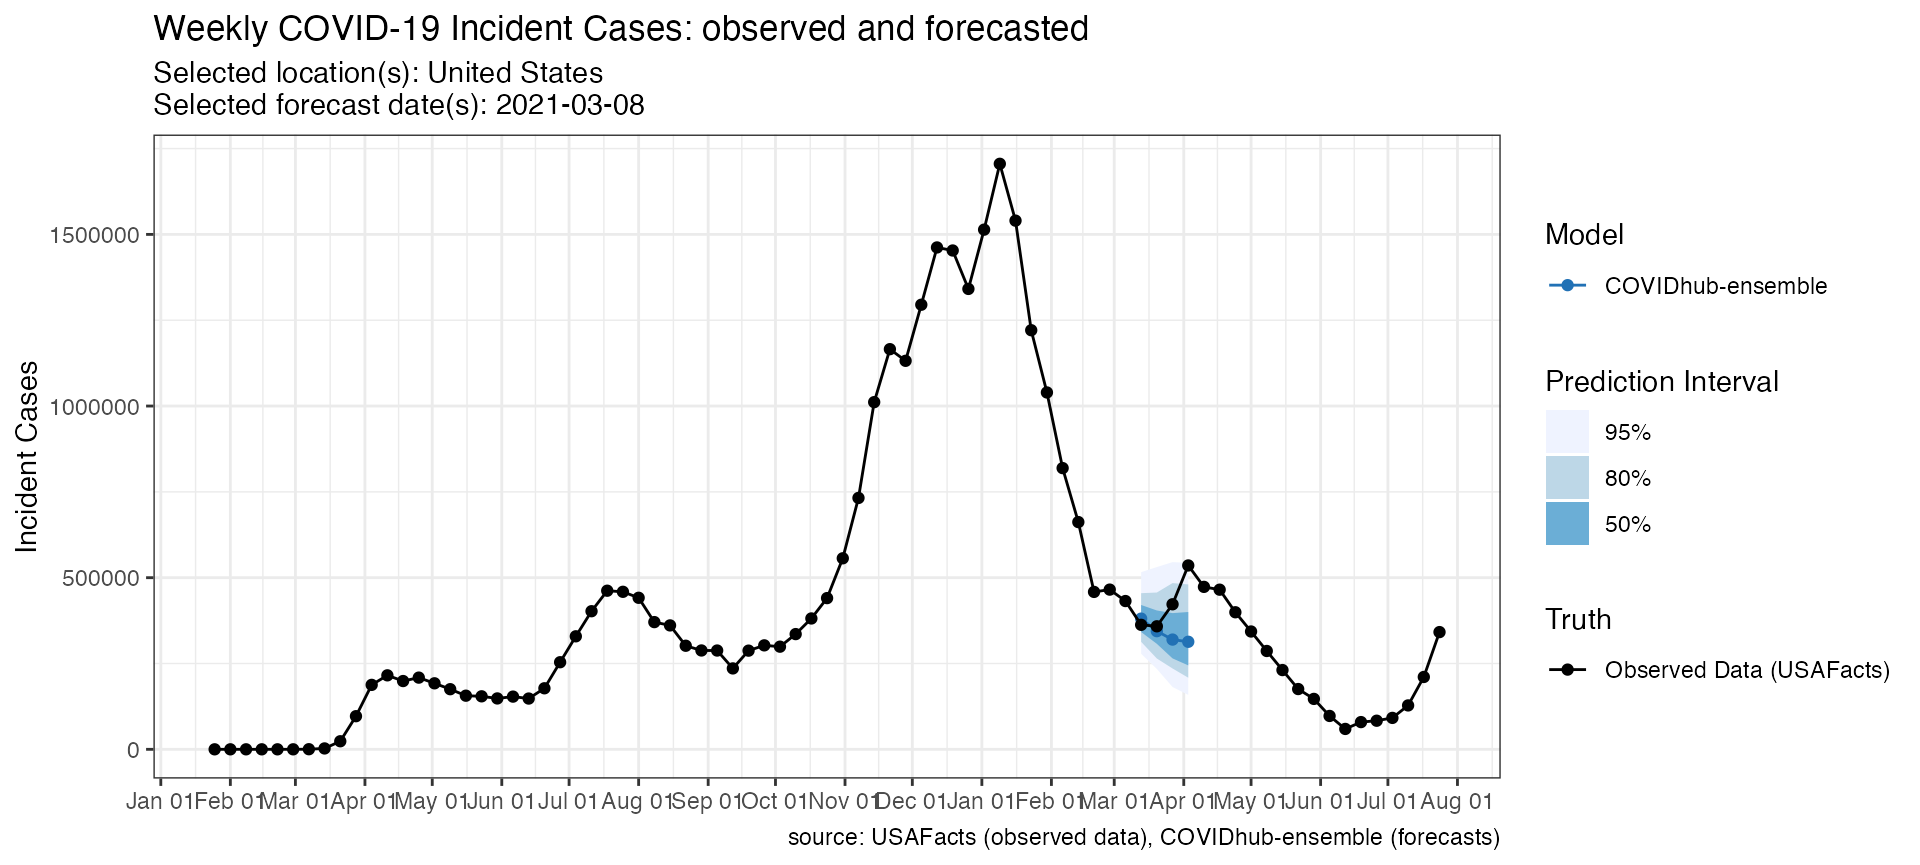 Weekly COVID-19 Incident Cases: observed and forecasted
Selected location(s): United States
Selected forecast date(s): 2021-03-08
Incident Cases
1500000
1000000
500000
0
Jan 01 Feb 01 Mar 01 Apr 01 May 01 Jun 01 Jul 01 Aug 01 Sep 01 Oct 01 Nov 01 Dec 01 Jan 01 Feb 01 Mar 01 Apr 01 May 01 Jun 01 Jul 01 Aug 01
source: USAFacts (observed data), COVIDhub-ensemble (forecasts)
Model
COVIDhub-ensemble
Prediction Interval
95%
80%
50%
Truth
Observed Data (USAFacts)